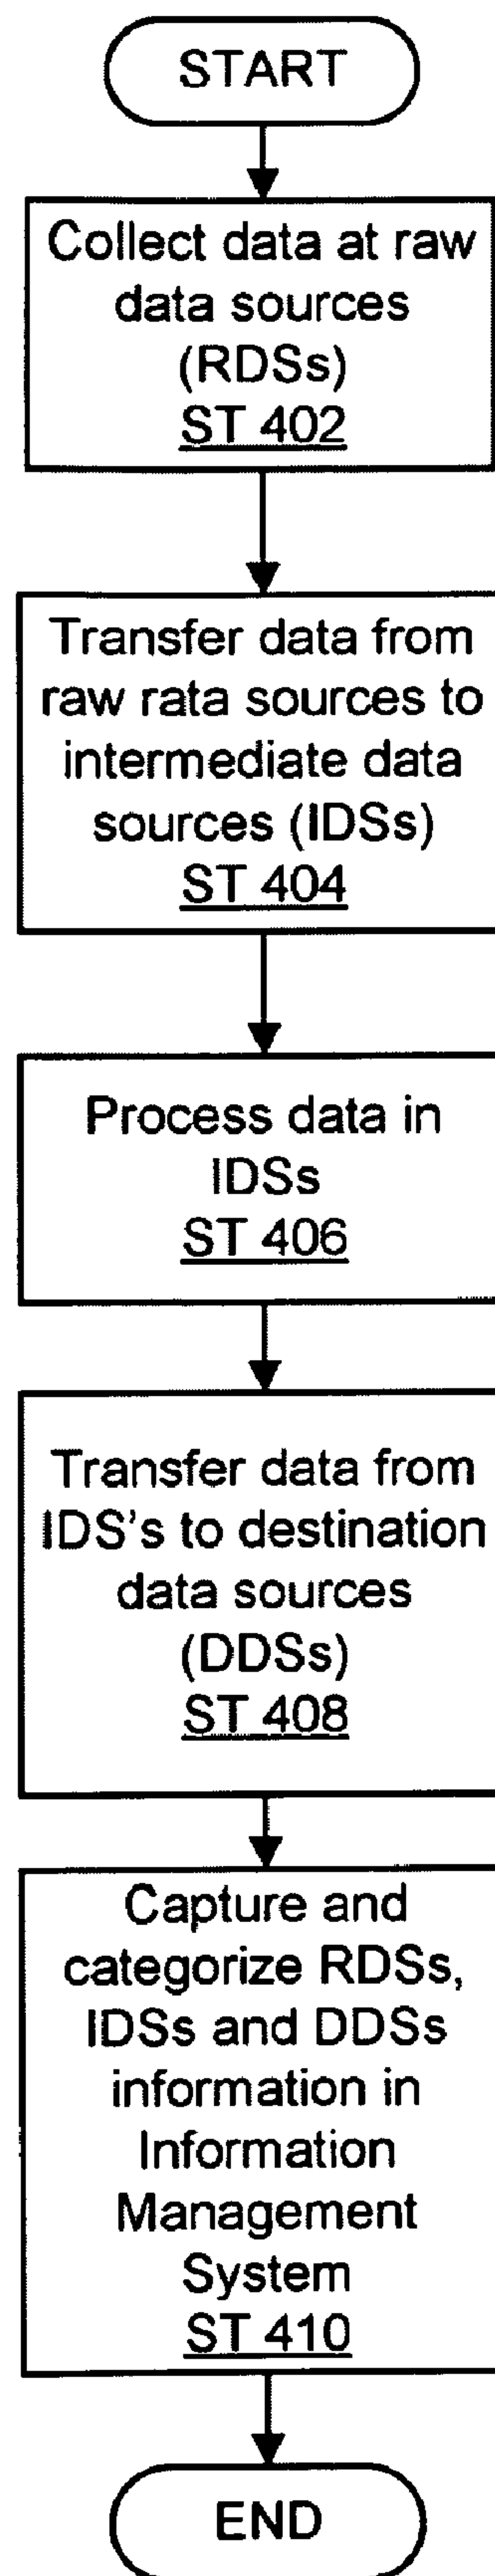 START
Collect data at raw
data sources
(RDSs)
ST 402
Transfer data from
raw rata sources to
intermediate data
sources (IDSs)
ST 404
Process data in
IDSs
ST 406
Transfer data from
IDS's to destination
data sources
(DDSs)
ST 408
Capture and
categorize RDSs,
IDSs and DDSs
information in
Information
Management
System
ST 410
END